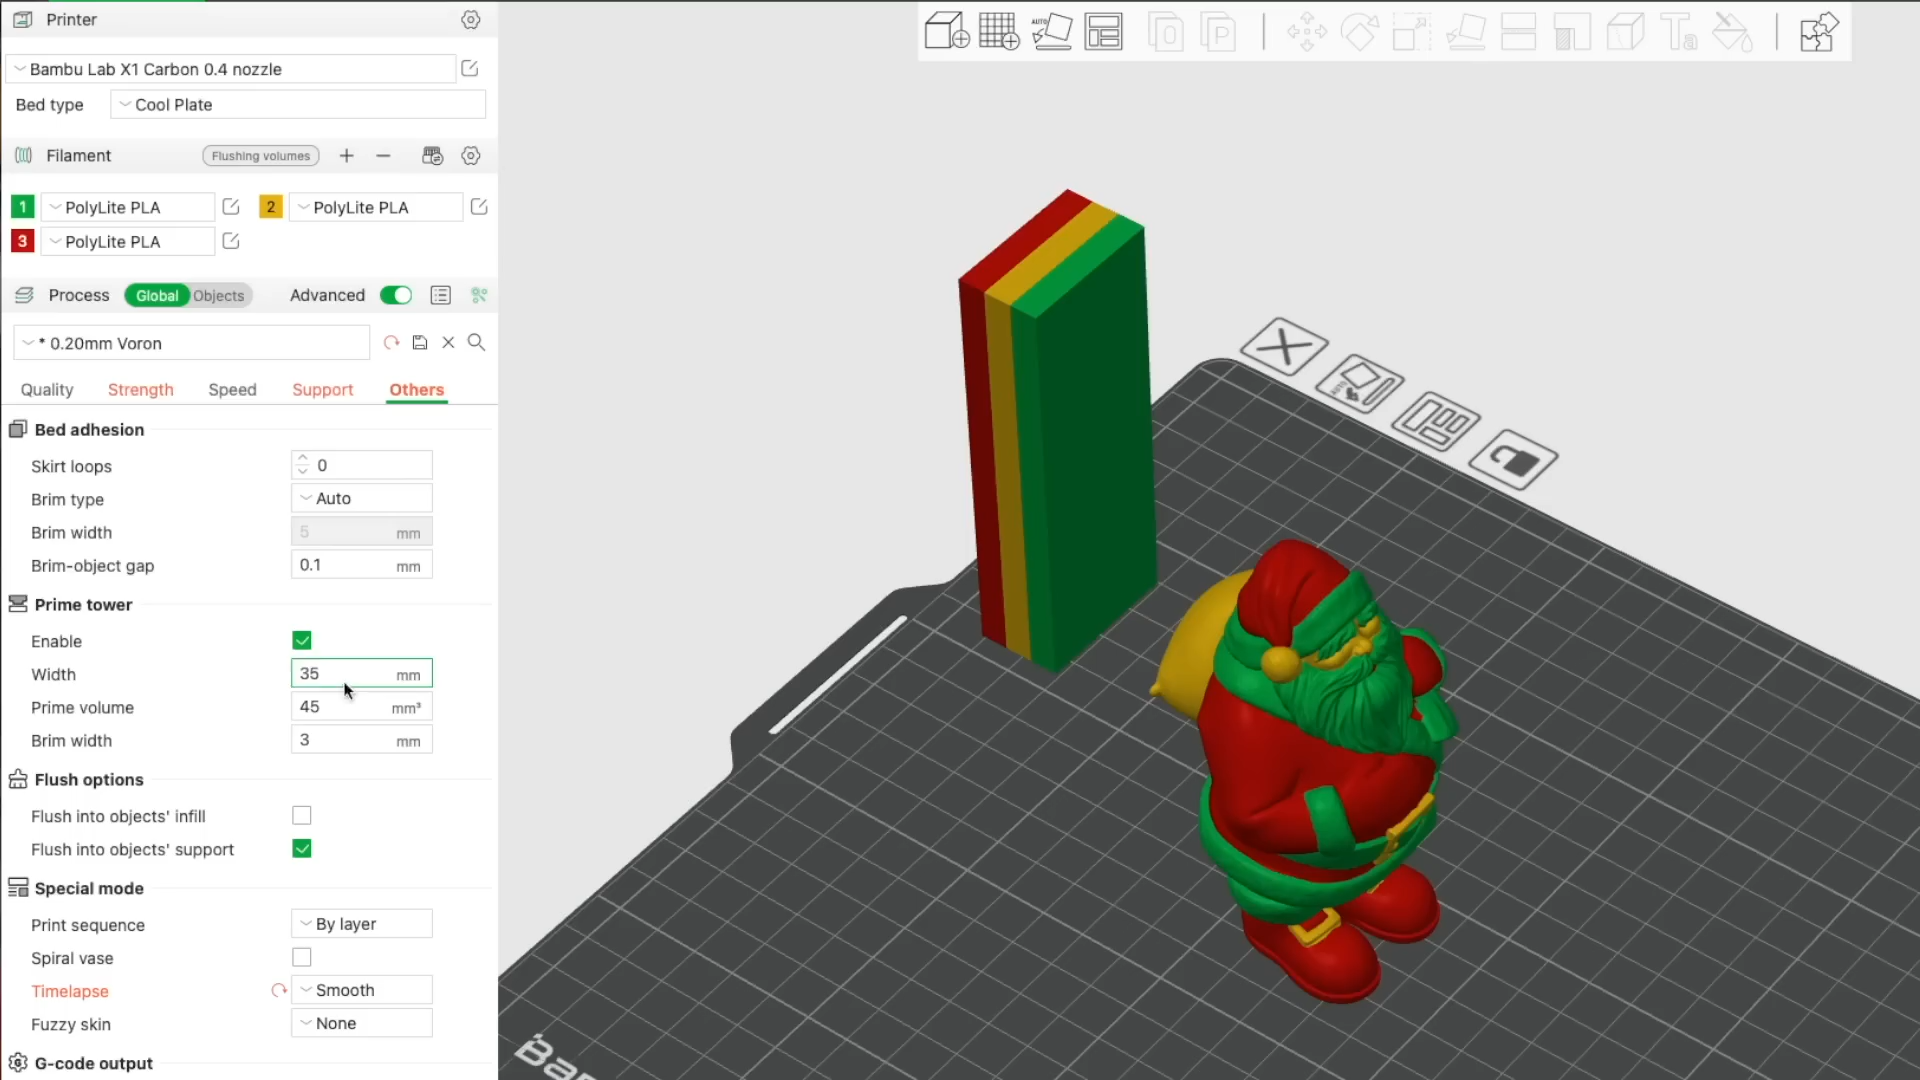 Printer
Bambu Lab X1 Carbon 0.4 nozzle
Bed type Cool Plate
Filament Flushing volumes + −
1 PolyLite PLA 2 PolyLite PLA
3 PolyLite PLA
Process Global Objects Advanced
* 0.20mm Voron
Quality Strength Speed Support Others
Bed adhesion
Skirt loops 0
Brim type Auto
Brim width 5 mm
Brim-object gap 0.1 mm
Prime tower
Enable
Width 35 mm
Prime volume 45 mm³
Brim width 3 mm
Flush options
Flush into objects' infill
Flush into objects' support
Special mode
Print sequence By layer
Spiral vase
Timelapse Smooth
Fuzzy skin None
G-code output
AUTO
O P
Ta
AUTO
Bam